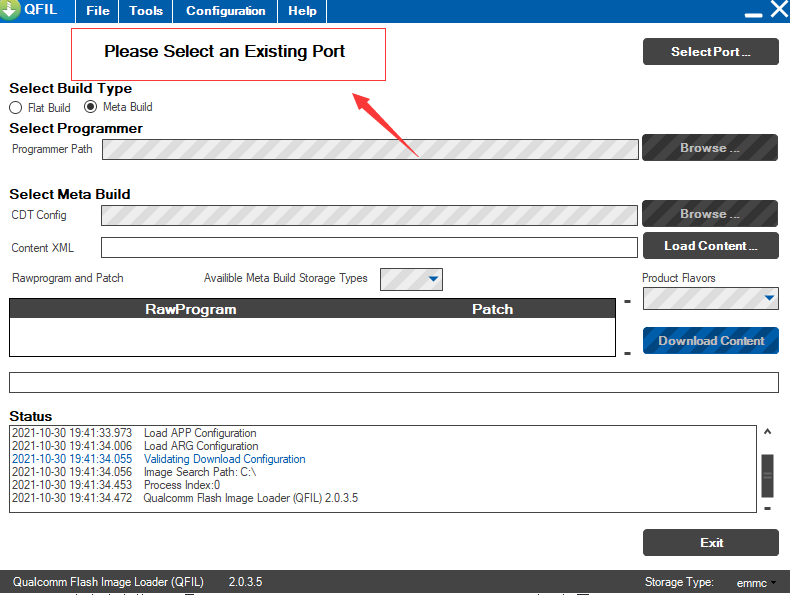 QFIL File Tools Configuration Help
Please Select an Existing Port
Select Port ...
Select Build Type
Flat Build Meta Build
Select Programmer
Programmer Path Browse ...
Select Meta Build
CDT Config Browse ...
Content XML Load Content ...
Rawprogram and Patch Availible Meta Build Storage Types Product Flavors
RawProgram Patch
Download Content
Status
2021-10-30 19:41:33.973 Load APP Configuration
2021-10-30 19:41:34.006 Load ARG Configuration
2021-10-30 19:41:34.055 Validating Download Configuration
2021-10-30 19:41:34.056 Image Search Path: C:\
2021-10-30 19:41:34.453 Process Index:0
2021-10-30 19:41:34.472 Qualcomm Flash Image Loader (QFIL) 2.0.3.5
Exit
Qualcomm Flash Image Loader (QFIL) 2.0.3.5 Storage Type: emmc